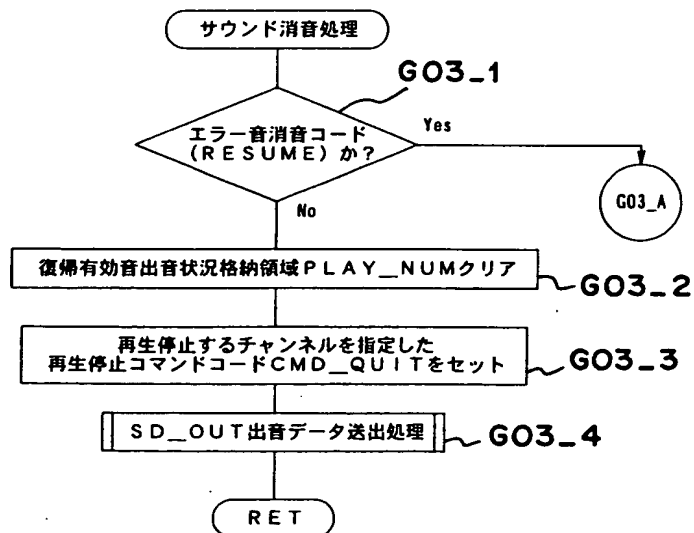 サウンド消音処理
G03_1
エラー音消音コード
(RESUME)か?
Yes
G03_A
No
復帰有効音出音状況格納領域PLAY__NUMクリア
G03_2
再生停止するチャンネルを指定した
再生停止コマンドコードCMD__QUITをセット
G03_3
SD__OUT出音データ送出処理
G03_4
RET